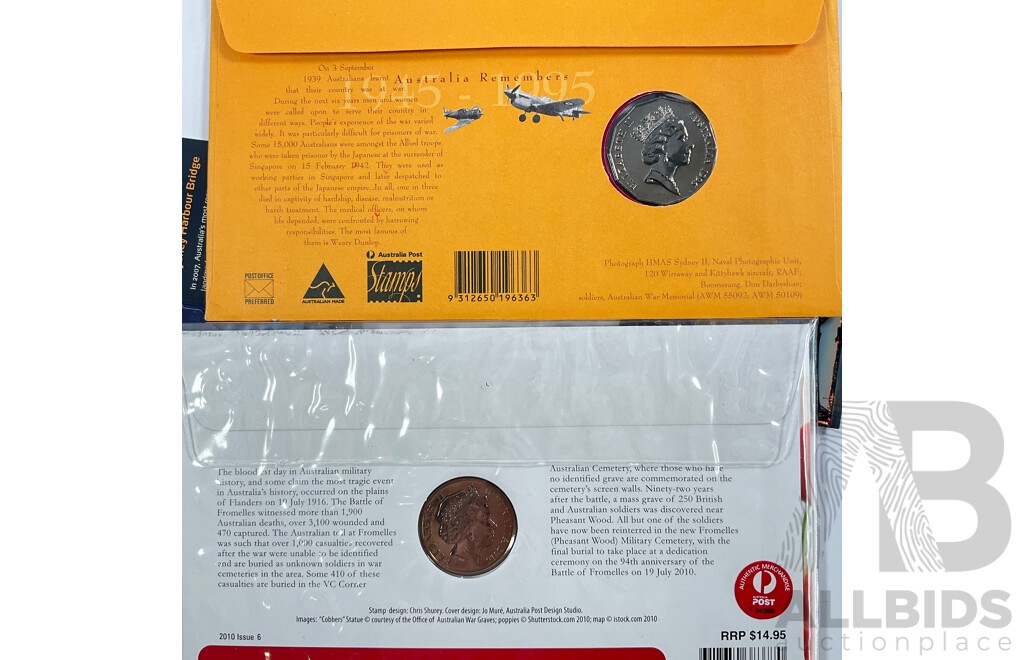 On 3 September
1939 Australians learnt
that their country was at war.
During the next six years men and women
were called upon to serve their country in
different ways. People's experience of the war varied
widely. It was particularly difficult for prisoners of war.
Some 15,000 Australians were amongst the Allied troops
who were taken prisoner by the Japanese at the surrender of
Singapore on 15 February 1942. They were used as
working parties in Singapore and later despatched to
other parts of the Japanese empire. In all, one in three
died in captivity of hardship, disease, malnutrition or
harsh treatment. The medical officers, on whom
life depended, were confronted by harrowing
responsibilities. The most famous of
them is Weary Dunlop.
Australia Remembers
1945 - 1995
ELIZABETH II AUSTRALIA 1995
POST OFFICE
PREFERRED
AUSTRALIAN MADE
Australia Post
Stamps
9 312650 196363
Photograph HMAS Sydney II, Naval Photographic Unit,
120 Wirraway and Kittyhawk aircraft, RAAF;
Boomerang, Don Darbyshire;
soldiers, Australian War Memorial (AWM 55092; AWM 50109)
ney Harbour Bridge
In 2007, Australia's most
The bloodiest day in Australian military
history, and some claim the most tragic event
in Australia's history, occurred on the plains
of Flanders on 19 July 1916. The Battle of
Fromelles witnessed more than 1,900
Australian deaths, over 3,100 wounded and
470 captured. The Australian toll at Fromelles
was such that over 1,000 casualties recovered
after the war were unable to be identified
and are buried as unknown soldiers in war
cemeteries in the area. Some 410 of these
casualties are buried in the VC Corner
Australian Cemetery, where those who have
no identified grave are commemorated on the
cemetery's screen walls. Ninety-two years
after the battle, a mass grave of 250 British
and Australian soldiers was discovered near
Pheasant Wood. All but one of the soldiers
have now been reinterred in the new Fromelles
(Pheasant Wood) Military Cemetery, with the
final burial to take place at a dedication
ceremony on the 94th anniversary of the
Battle of Fromelles on 19 July 2010.
Stamp design: Chris Shurey. Cover design: Jo Muré, Australia Post Design Studio.
Images: "Cobbers" Statue © courtesy of the Office of Australian War Graves; poppies © Shutterstock.com 2010; map © istock.com 2010
2010 Issue 6
AUTHENTIC MERCHANDISE
AUSTRALIA
POST
RRP $14.95
AB
ALLBIDS
auctionplace